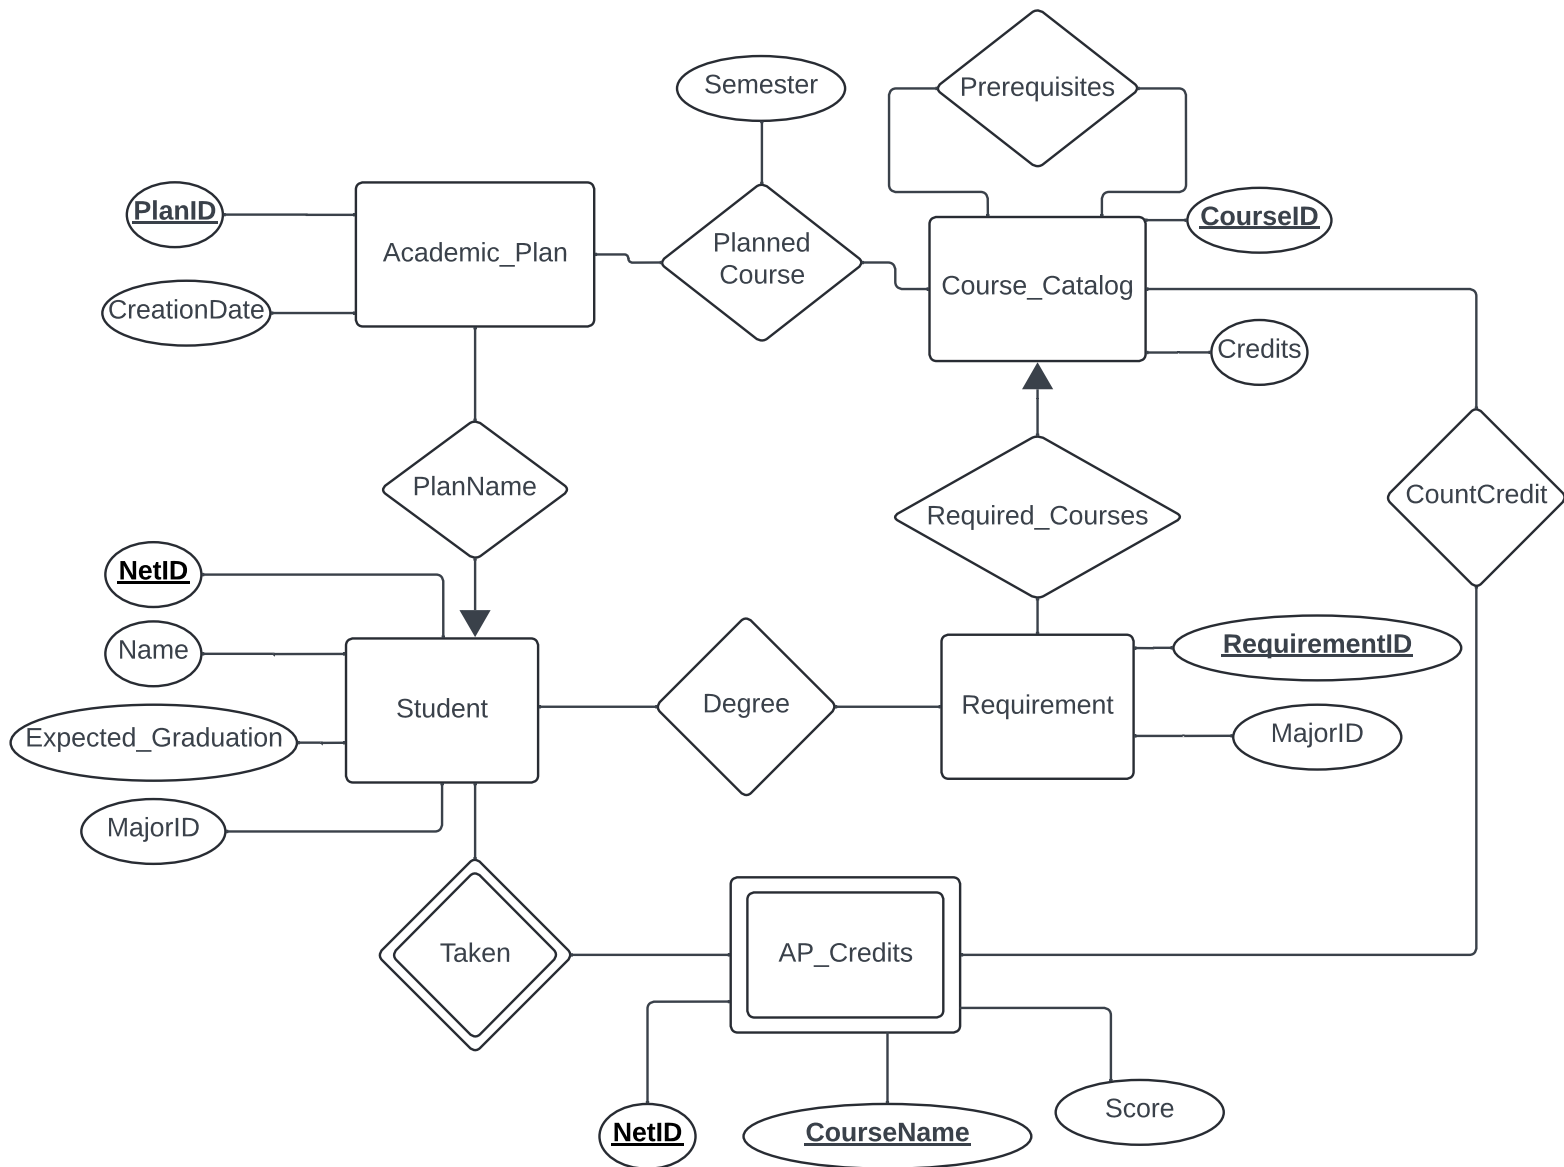 Semester
Prerequisites
PlanID
Academic_Plan
Planned
Course
CourseID
Course_Catalog
CreationDate
Credits
PlanName
Required_Courses
CountCredit
NetID
Name
Student
Degree
Requirement
RequirementID
Expected_Graduation
MajorID
MajorID
Taken
AP_Credits
NetID
CourseName
Score